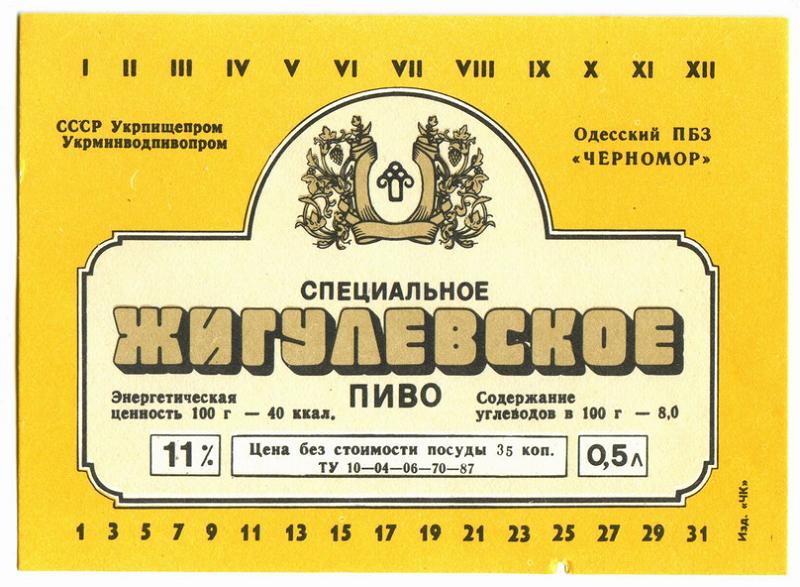 I II III IV V VI VII VIII IX X XI XII
СССР Укрпищепром
Укрминводпивопром
Одесский ПБЗ
«ЧЕРНОМОР»
СПЕЦИАЛЬНОЕ
ЖИГУЛЕВСКОЕ
ПИВО
Энергетическая
ценность 100 г — 40 ккал.
Содержание
углеводов в 100 г — 8,0
11%
Цена без стоимости посуды 35 коп.
ТУ 10—04—06—70—87
0,5л
1 3 5 7 9 11 13 15 17 19 21 23 25 27 29 31
Изд. «ЧК»